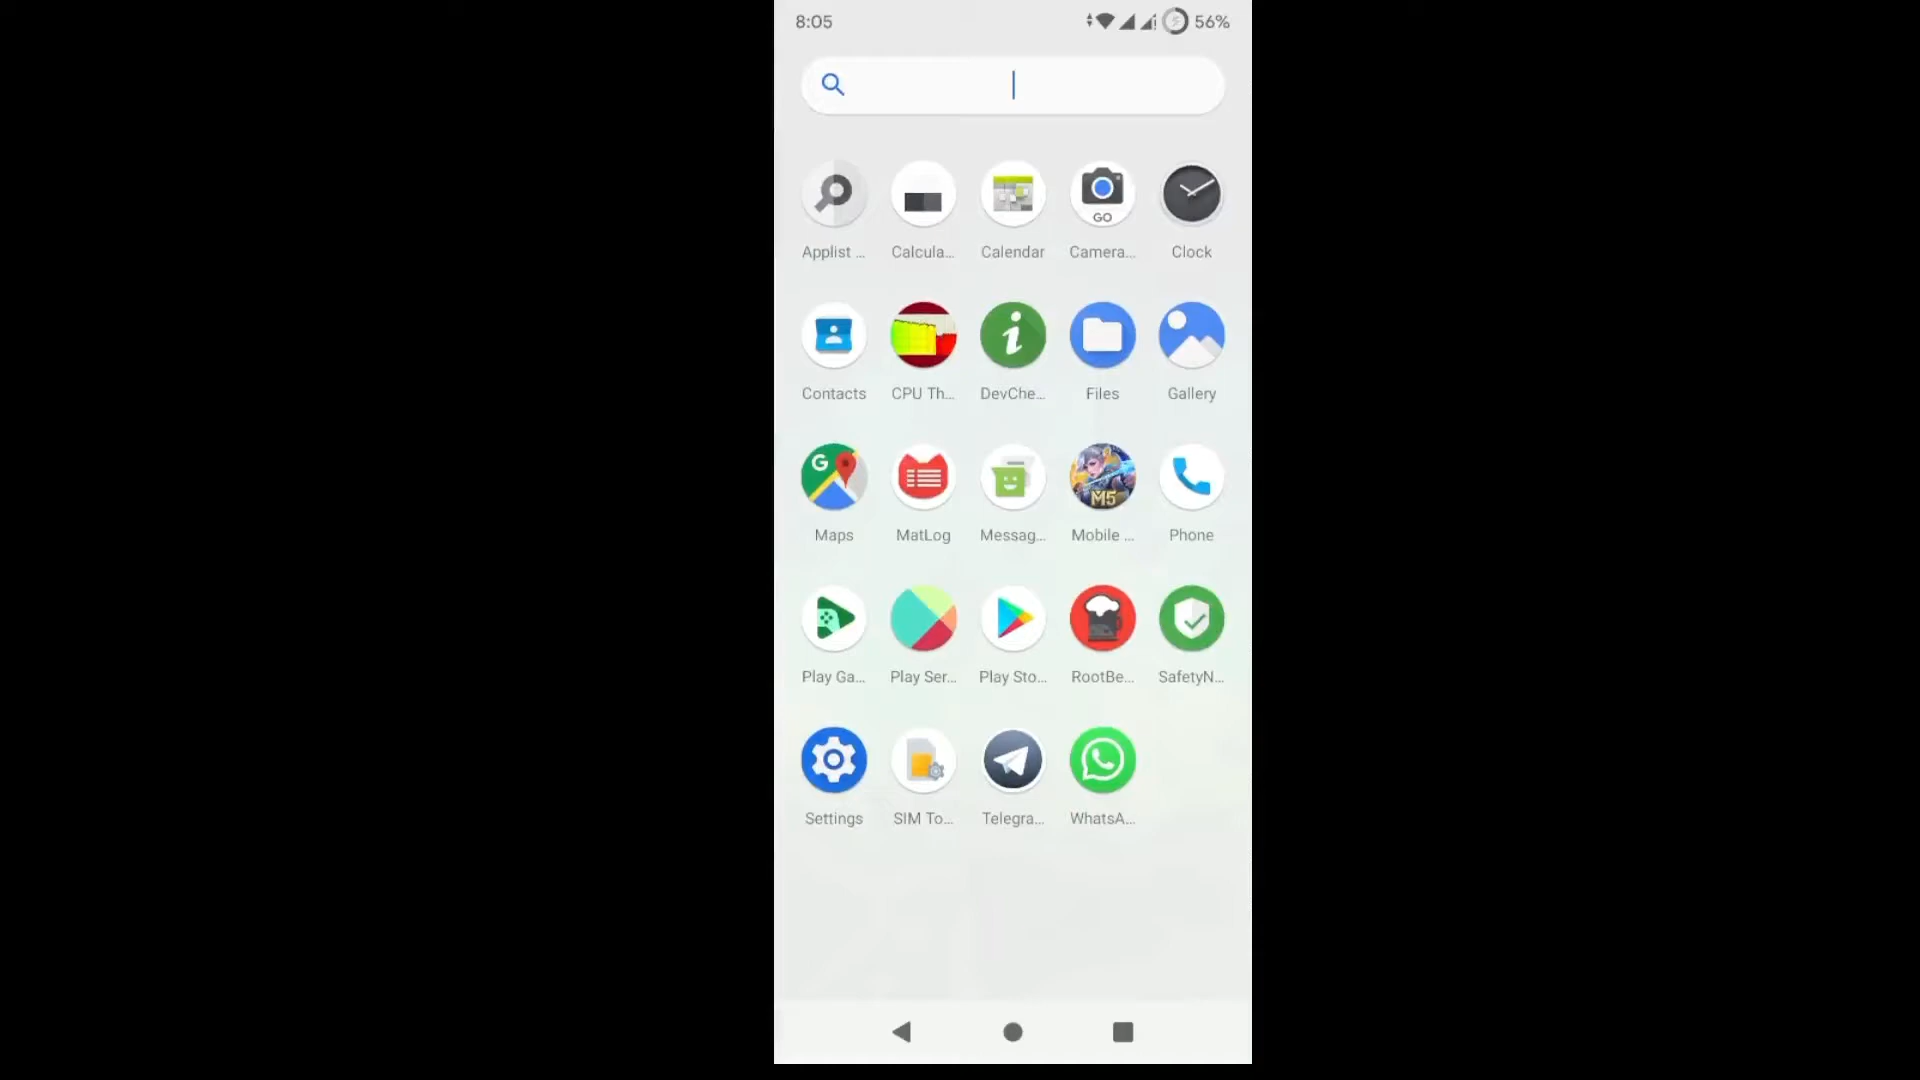 8:05 56%
GO
Applist ... Calcula... Calendar Camera... Clock
Contacts CPU Th... DevChe... Files Gallery
G
M5
Maps MatLog Messag... Mobile ... Phone
Play Ga... Play Ser... Play Sto... RootBe... SafetyN...
Settings SIM To... Telegra... WhatsA...